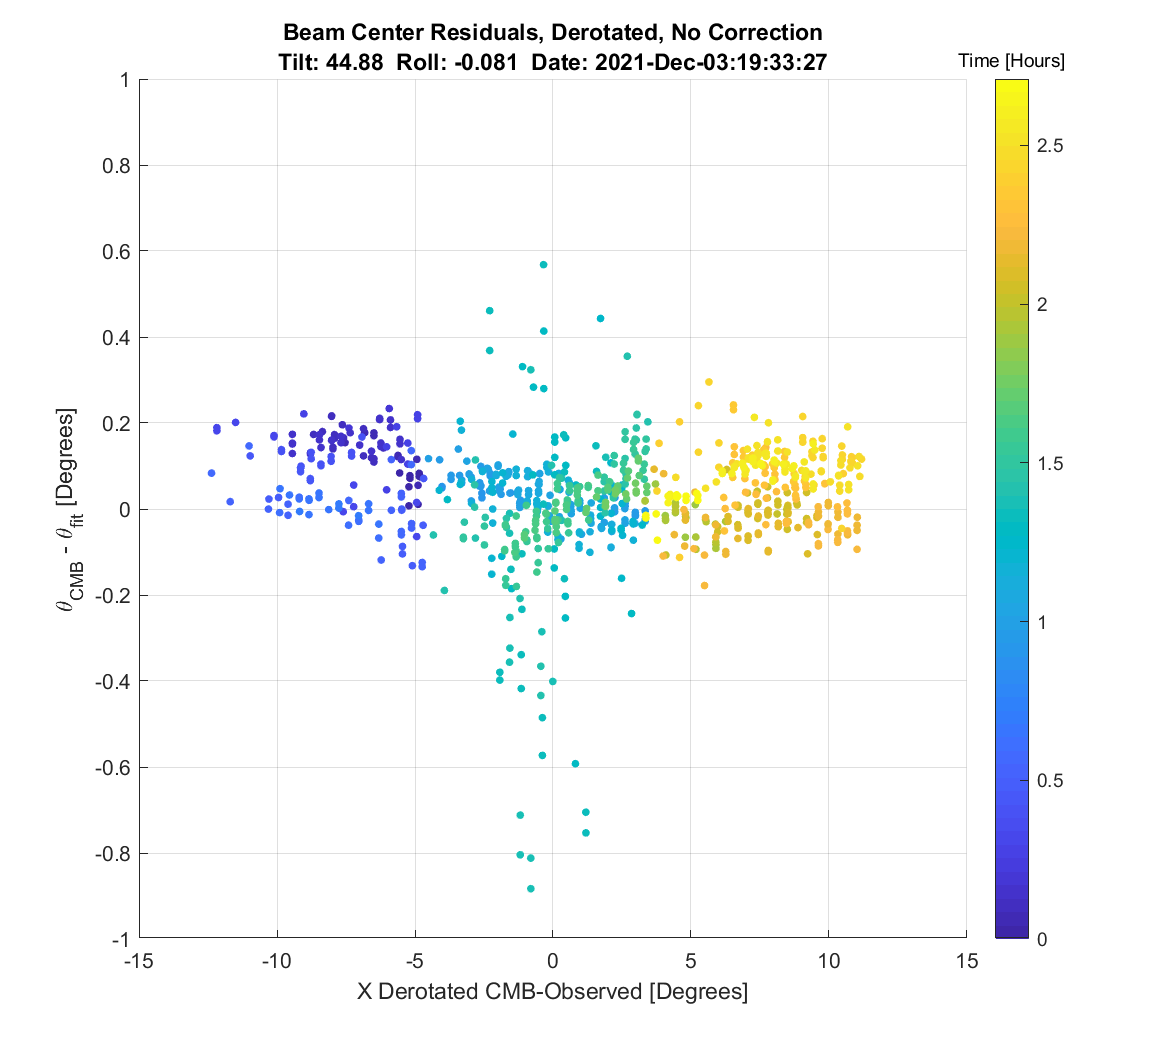 Beam Center Residuals, Derotated, No Correction
Tilt: 44.88 Roll: -0.081 Date: 2021-Dec-03:19:33:27
Time [Hours]
1
0.8
0.6
0.4
0.2
0
-0.2
-0.4
-0.6
-0.8
-1
θCMB - θfit [Degrees]
-15 -10 -5 0 5 10 15
X Derotated CMB-Observed [Degrees]
2.5
2
1.5
1
0.5
0